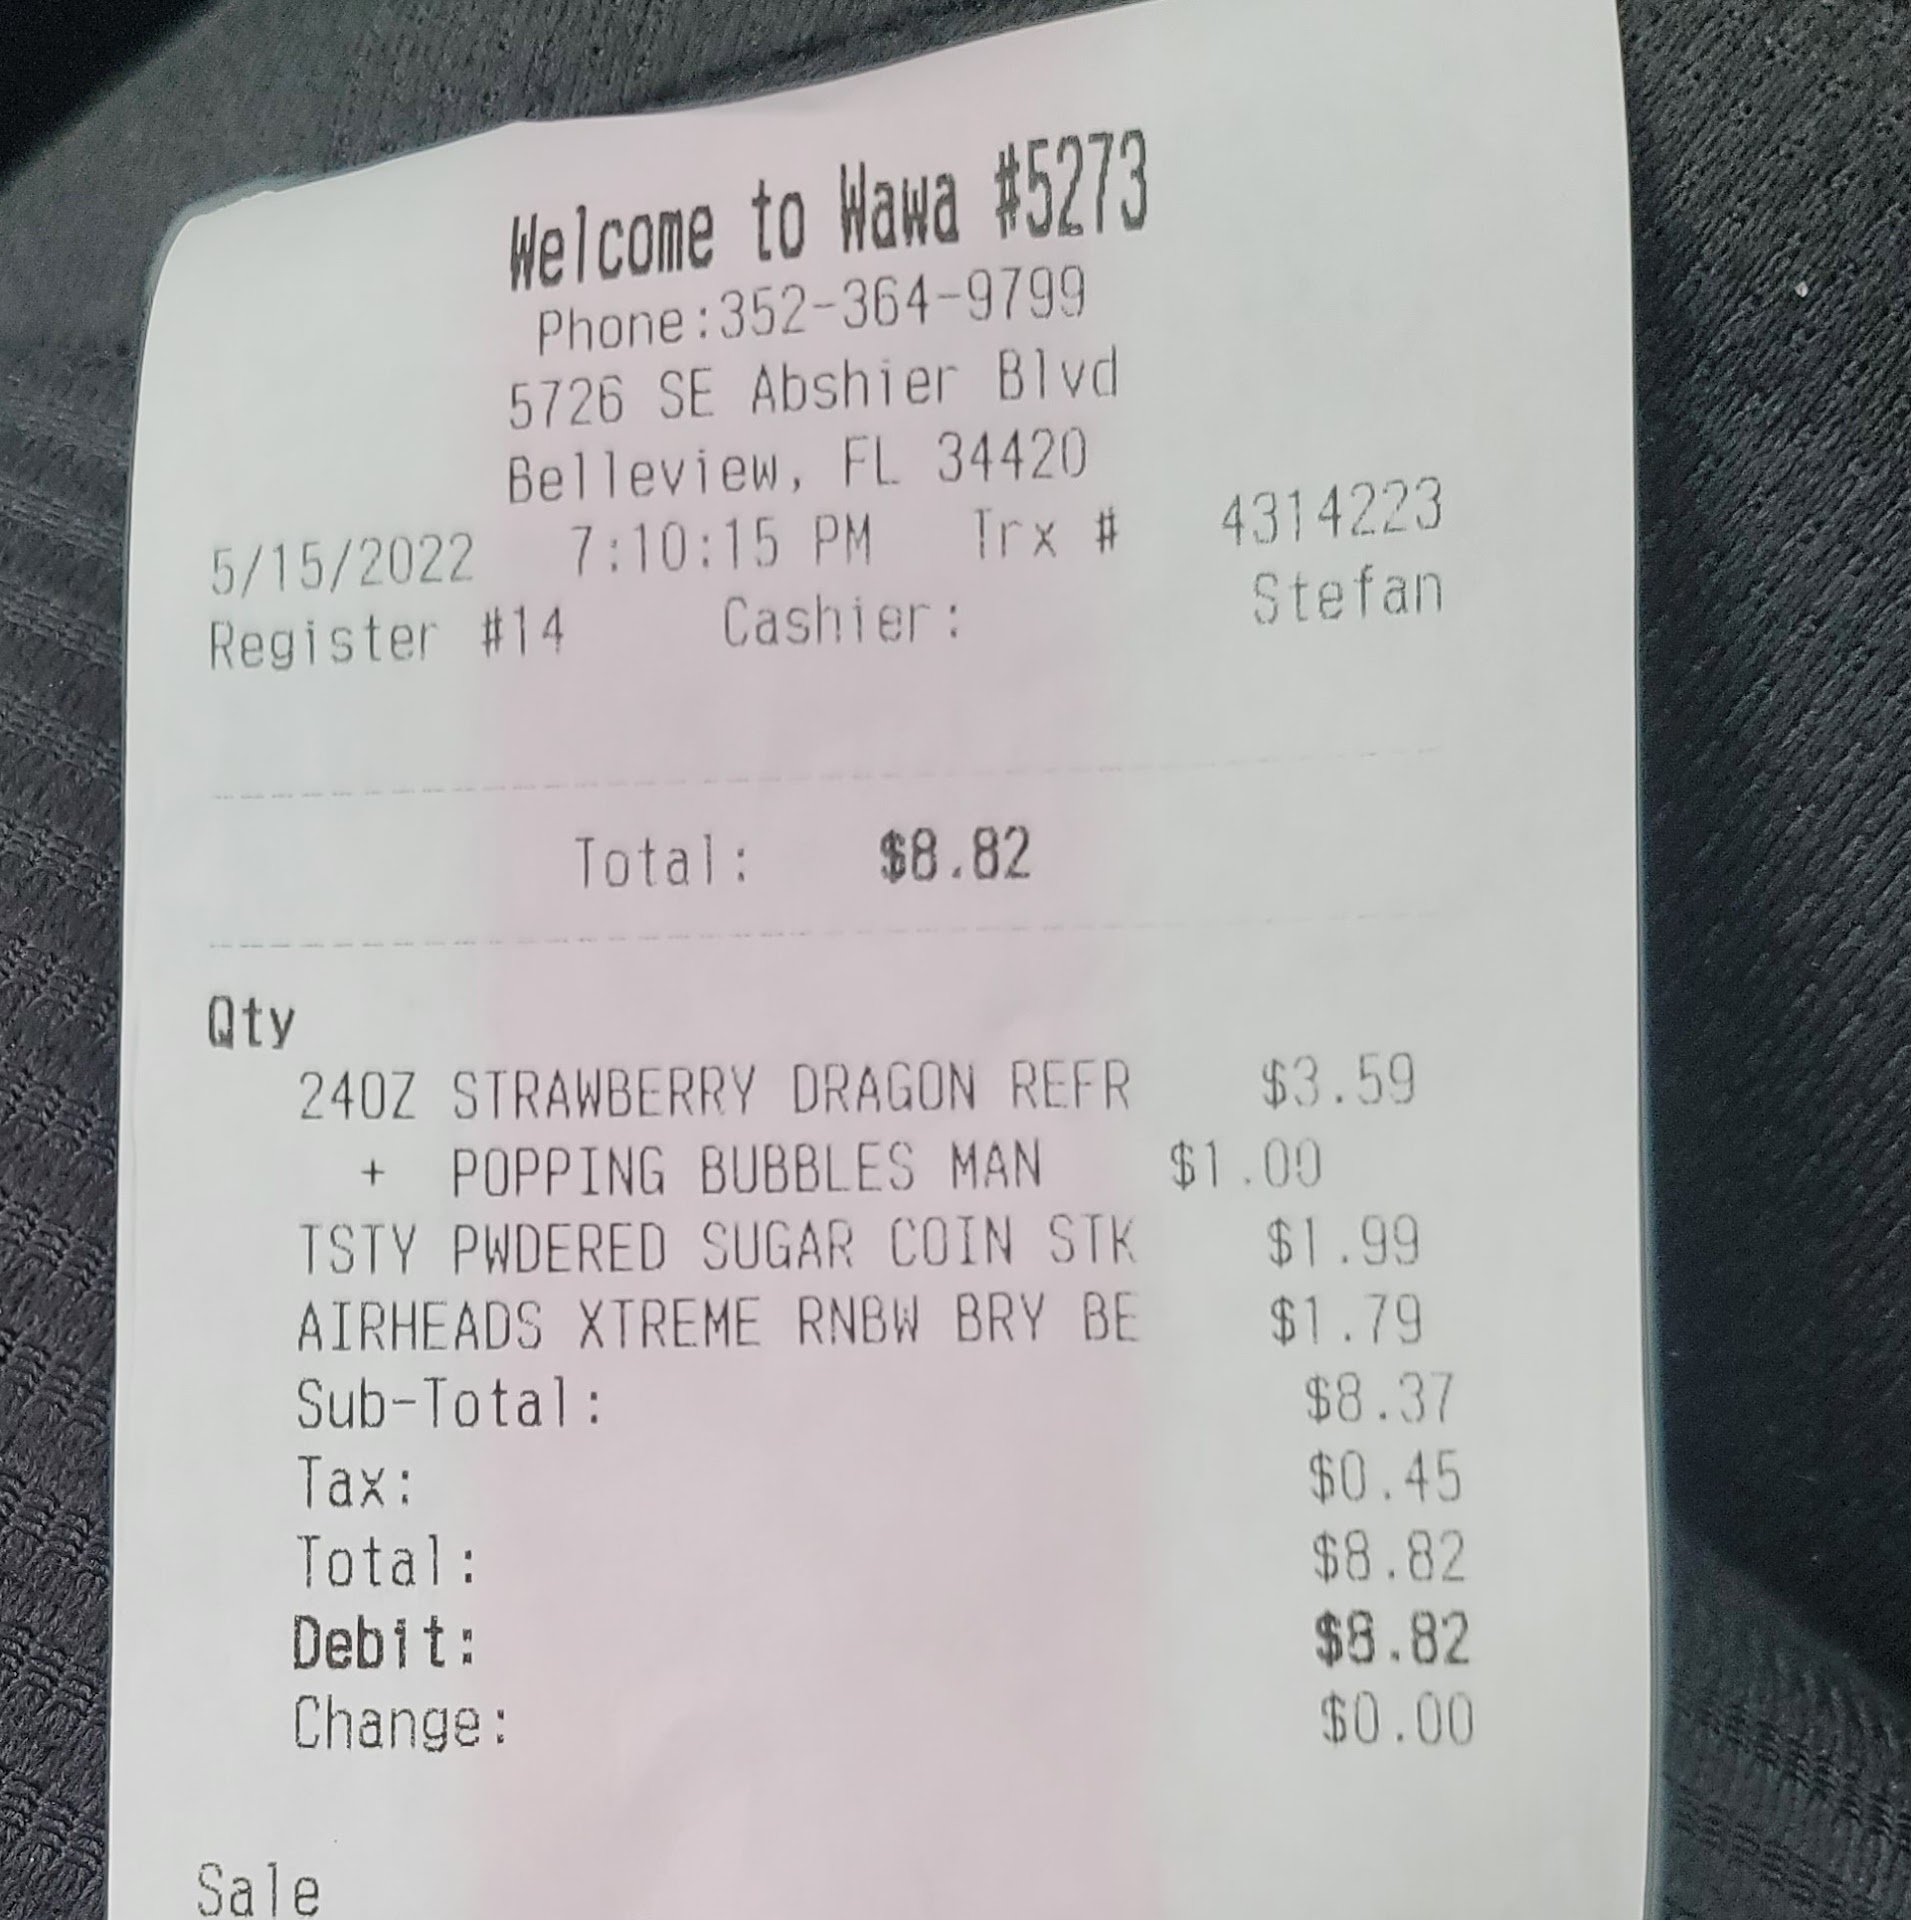 Welcome to Wawa #5273
Phone:352-364-9799
5726 SE Abshier Blvd
Belleview, FL 34420
5/15/2022 7:10:15 PM Trx # 4314223
Register #14 Cashier: Stefan
Total: $8.82
Qty
24OZ STRAWBERRY DRAGON REFR $3.59
+ POPPING BUBBLES MAN $1.00
TSTY PWDERED SUGAR COIN STK $1.99
AIRHEADS XTREME RNBW BRY BE $1.79
Sub-Total: $8.37
Tax: $0.45
Total: $8.82
Debit: $8.82
Change: $0.00
Sale